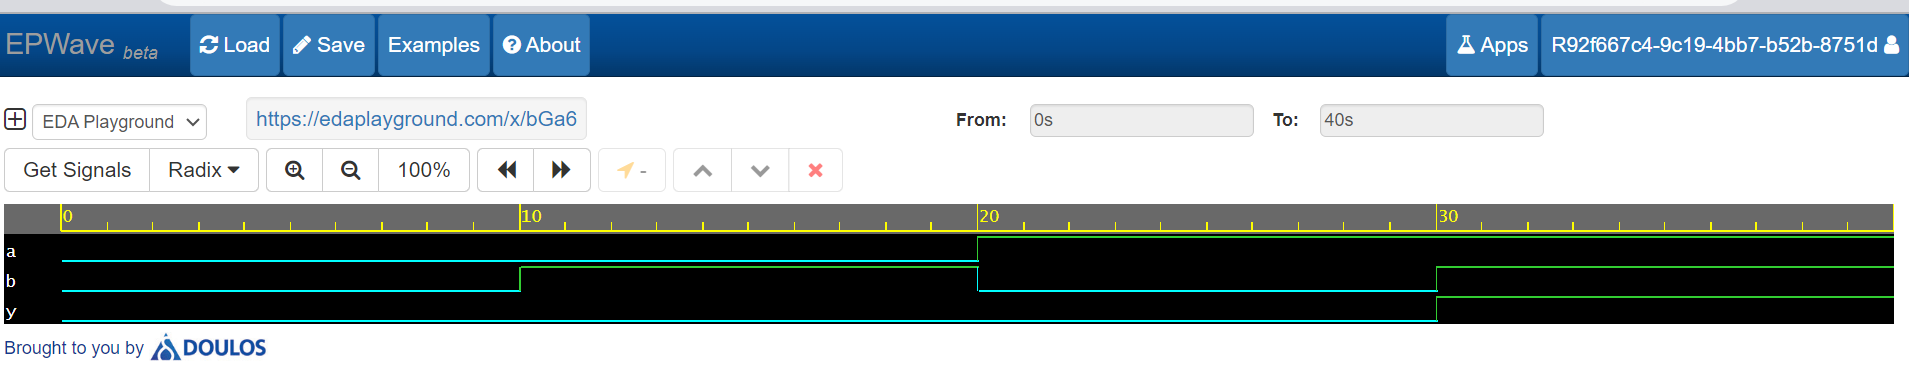 EPWave beta Load Save Examples About Apps R92f667c4-9c19-4bb7-b52b-8751d
EDA Playground https://edaplayground.com/x/bGa6 From: 0s To: 40s
Get Signals Radix 100% -
0 10 20 30
a
b
y
Brought to you by DOULOS